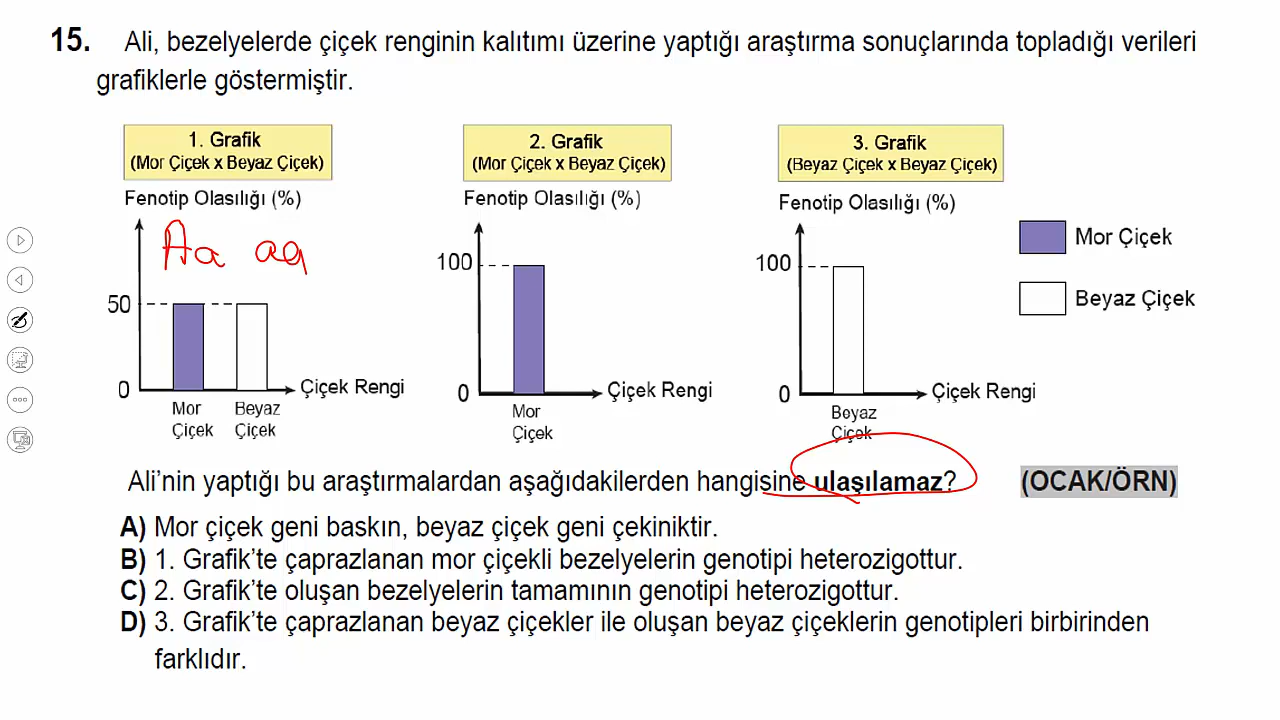 15. Ali, bezelyelerde çiçek renginin kalıtımı üzerine yaptığı araştırma sonuçlarında topladığı verileri
grafiklerle göstermiştir.
1. Grafik
(Mor Çiçek x Beyaz Çiçek)
Fenotip Olasılığı (%)
Aa aa
50
0
Mor Çiçek
Beyaz Çiçek
Çiçek Rengi
2. Grafik
(Mor Çiçek x Beyaz Çiçek)
Fenotip Olasılığı (%)
100
0
Mor
Çiçek
Çiçek Rengi
3. Grafik
(Beyaz Çiçek x Beyaz Çiçek)
Fenotip Olasılığı (%)
100
0
Beyaz
Çiçek
Çiçek Rengi
Mor Çiçek
Beyaz Çiçek
Ali’nin yaptığı bu araştırmalardan aşağıdakilerden hangisine ulaşılamaz? (OCAK/ÖRN)
A) Mor çiçek geni baskın, beyaz çiçek geni çekiniktir.
B) 1. Grafik’te çaprazlanan mor çiçekli bezelyelerin genotipi heterozigottur.
C) 2. Grafik’te oluşan bezelyelerin tamamının genotipi heterozigottur.
D) 3. Grafik’te çaprazlanan beyaz çiçekler ile oluşan beyaz çiçeklerin genotipleri birbirinden
farklıdır.